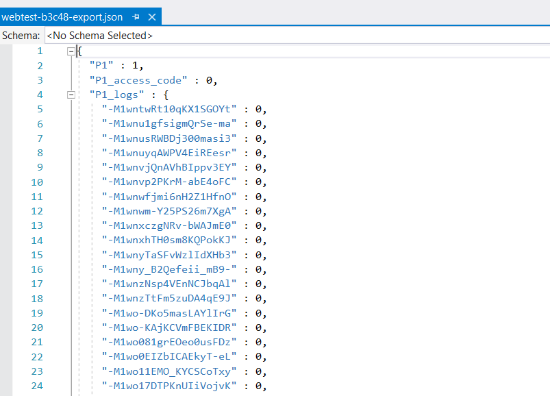 webtest-b3c48-export.json
Schema: <No Schema Selected>
1 {
2 "P1" : 1,
3 "P1_access_code" : 0,
4 "P1_logs" : {
5 "-M1wntwRt10qKX1SGOYt" : 0,
6 "-M1wnu1gfsigmQrSe-ma" : 0,
7 "-M1wnusRWBDj300masi3" : 0,
8 "-M1wnuyqAWPV4EiREesr" : 0,
9 "-M1wnvjQnAVhBIppv3EY" : 0,
10 "-M1wnvp2PKrM-abE4oFC" : 0,
11 "-M1wnwfjmi6nH2Z1HfnO" : 0,
12 "-M1wnwm-Y25PS26m7XgA" : 0,
13 "-M1wnxczgNRv-bWAJmE0" : 0,
14 "-M1wnxhTH0sm8KQPokKJ" : 0,
15 "-M1wnyTaSFvWzlIdXHb3" : 0,
16 "-M1wny_B2Qefeii_mB9-" : 0,
17 "-M1wnzNsp4VEnNCJbqAl" : 0,
18 "-M1wnzTtFm5zuDA4qE9J" : 0,
19 "-M1wo-DKo5masLAYlIrG" : 0,
20 "-M1wo-KAjKCVmFBEKIDR" : 0,
21 "-M1wo081grEOeo0usFDz" : 0,
22 "-M1wo0EIZbICAEkyT-eL" : 0,
23 "-M1wo11EMO_KYCSCoTxy" : 0,
24 "-M1wo17DTPKnUIiVojvK" : 0,